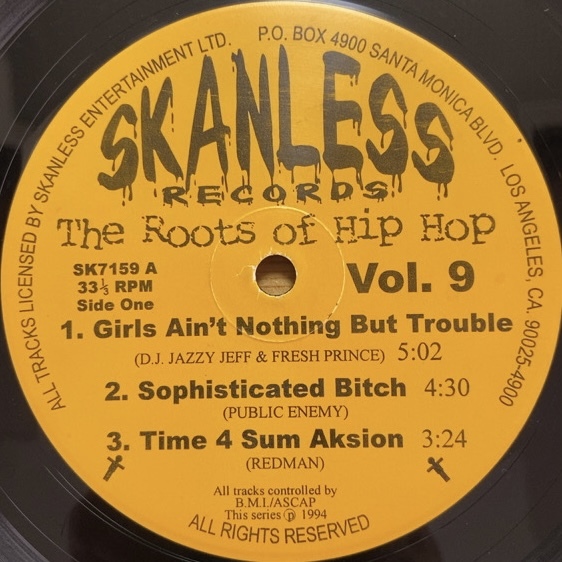 ALL TRACKS LICENSED BY SKANLESS ENTERTAINMENT LTD. P.O. BOX 4900 SANTA MONICA BLVD. LOS ANGELES, CA. 90025-4900
SKANLESS
RECORDS
The Roots of Hip Hop
SK7159 A
33⅓ RPM
Side One
Vol. 9
1. Girls Ain't Nothing But Trouble
(D.J. JAZZY JEFF & FRESH PRINCE) 5:02
2. Sophisticated Bitch 4:30
(PUBLIC ENEMY)
3. Time 4 Sum Aksion 3:24
(REDMAN)
All tracks controlled by
B.M.I./ASCAP
This series ℗ 1994
ALL RIGHTS RESERVED